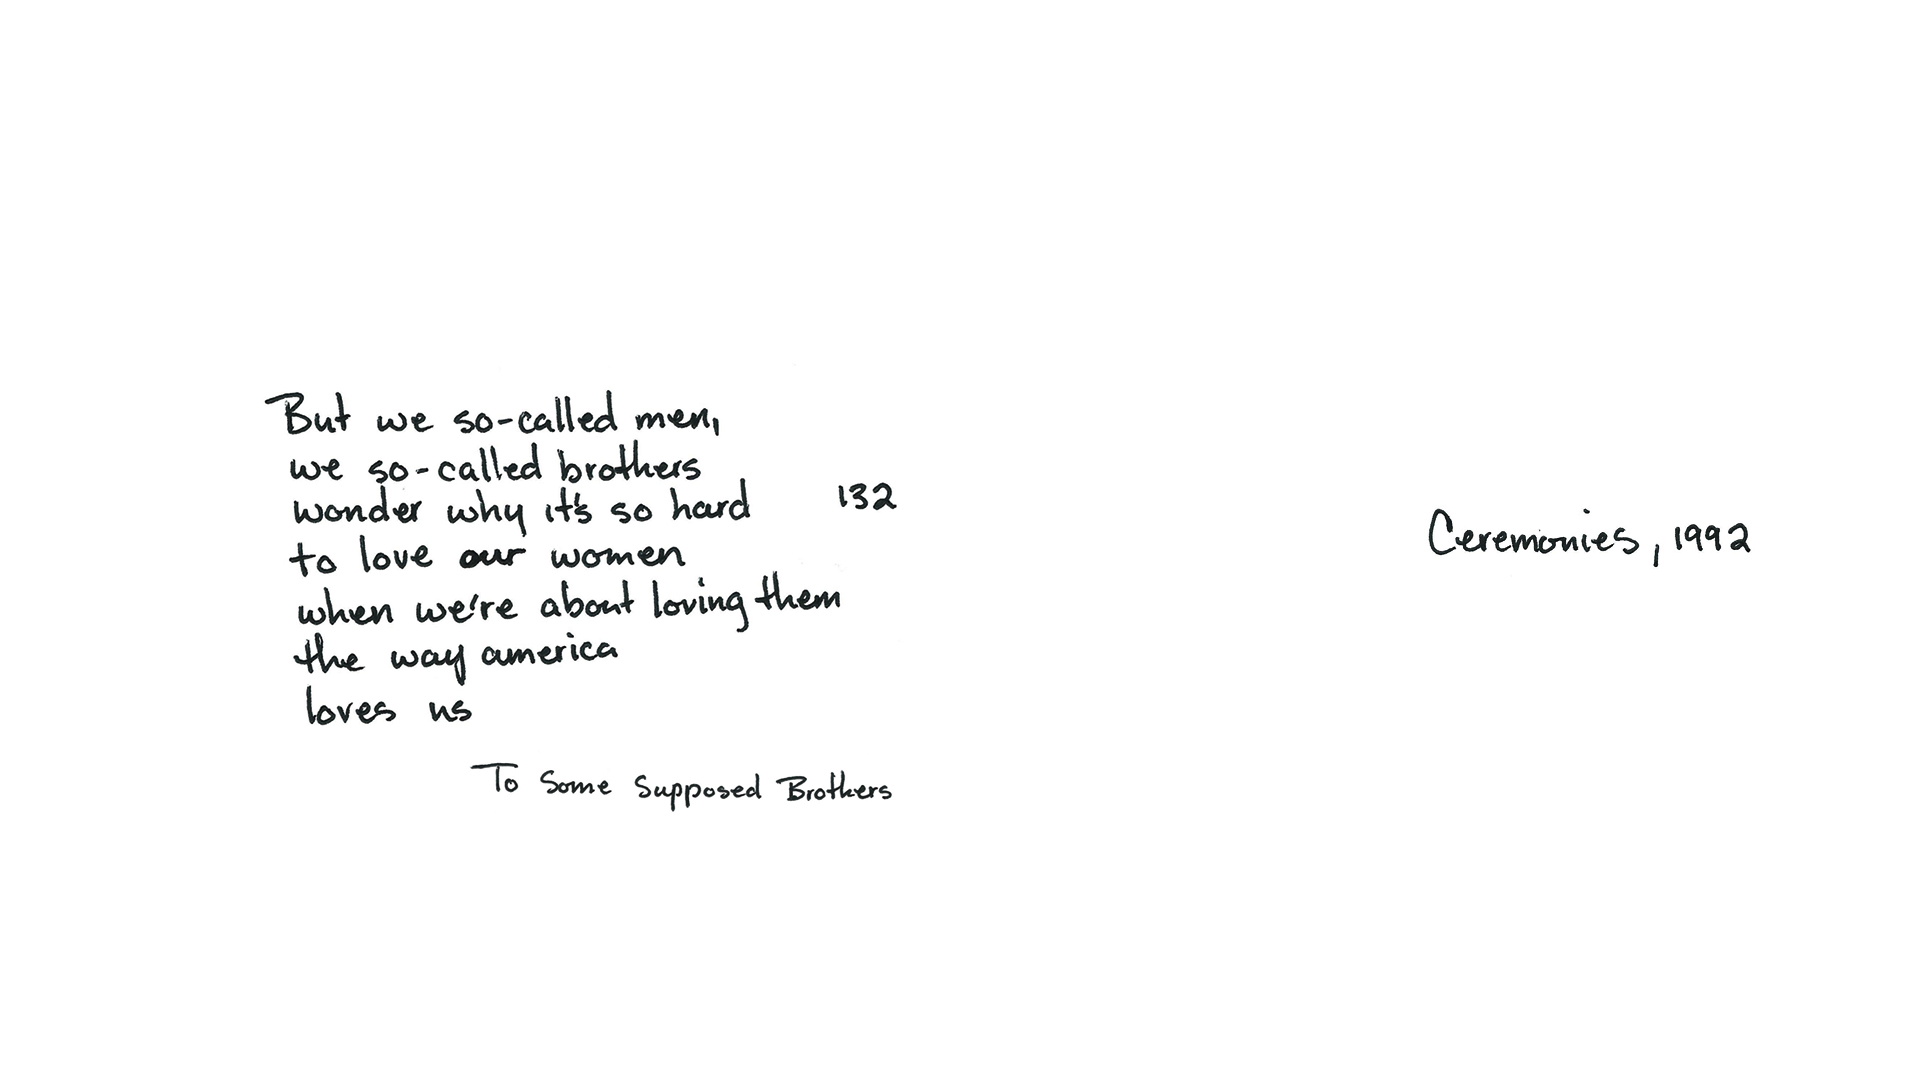 But we so-called men,
we so-called brothers
wonder why it's so hard
132
to love our women
when we're about loving them
the way america
loves us
To Some Supposed Brothers
Ceremonies, 1992